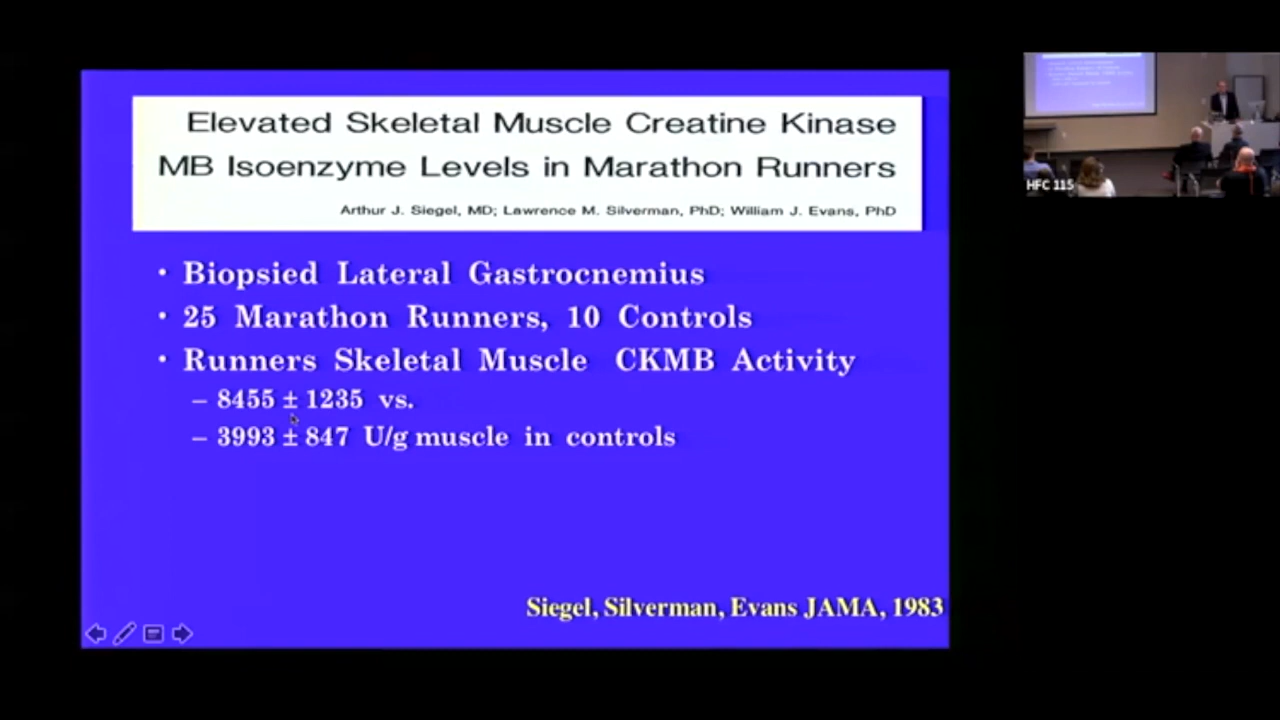 Elevated Skeletal Muscle Creatine Kinase
MB Isoenzyme Levels in Marathon Runners
Arthur J. Siegel, MD; Lawrence M. Silverman, PhD; William J. Evans, PhD
• Biopsied Lateral Gastrocnemius
• 25 Marathon Runners, 10 Controls
• Runners Skeletal Muscle CKMB Activity
– 8455 ± 1235 vs.
– 3993 ± 847 U/g muscle in controls
Siegel, Silverman, Evans JAMA, 1983
HFC 115